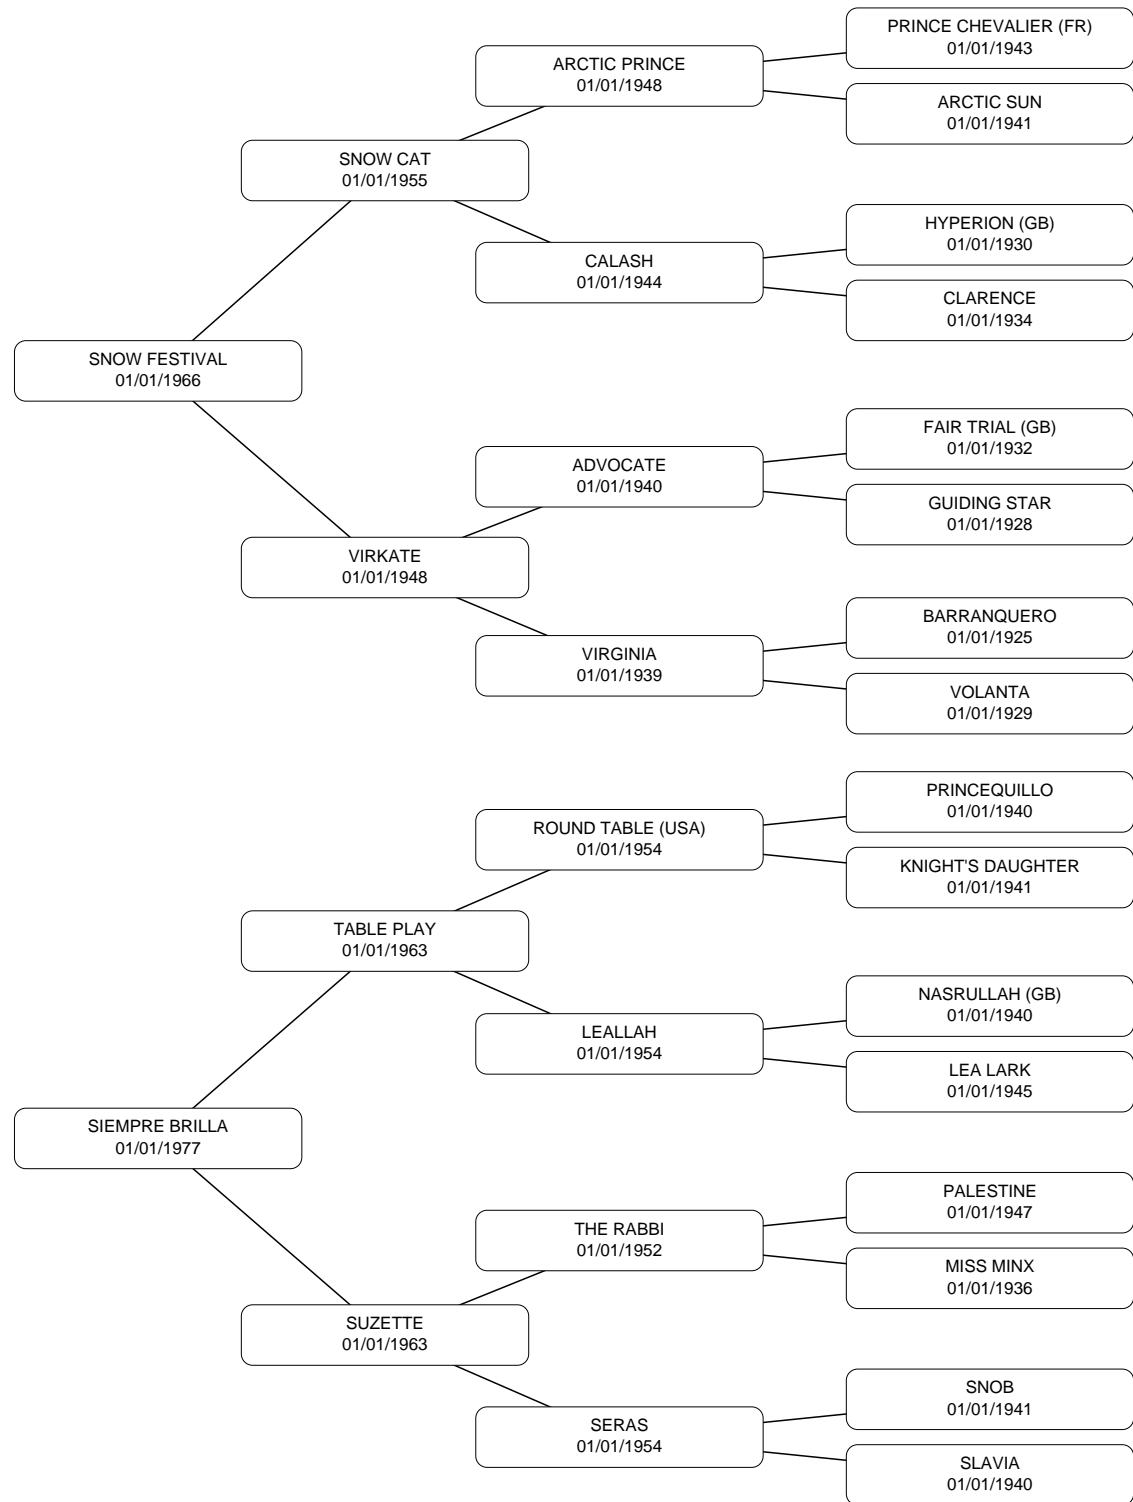 PRINCE CHEVALIER (FR)
01/01/1943
ARCTIC PRINCE
01/01/1948
ARCTIC SUN
01/01/1941
SNOW CAT
01/01/1955
HYPERION (GB)
01/01/1930
CALASH
01/01/1944
CLARENCE
01/01/1934
SNOW FESTIVAL
01/01/1966
FAIR TRIAL (GB)
01/01/1932
ADVOCATE
01/01/1940
GUIDING STAR
01/01/1928
VIRKATE
01/01/1948
BARRANQUERO
01/01/1925
VIRGINIA
01/01/1939
VOLANTA
01/01/1929
PRINCEQUILLO
01/01/1940
ROUND TABLE (USA)
01/01/1954
KNIGHT'S DAUGHTER
01/01/1941
TABLE PLAY
01/01/1963
NASRULLAH (GB)
01/01/1940
LEALLAH
01/01/1954
LEA LARK
01/01/1945
SIEMPRE BRILLA
01/01/1977
PALESTINE
01/01/1947
THE RABBI
01/01/1952
MISS MINX
01/01/1936
SUZETTE
01/01/1963
SNOB
01/01/1941
SERAS
01/01/1954
SLAVIA
01/01/1940